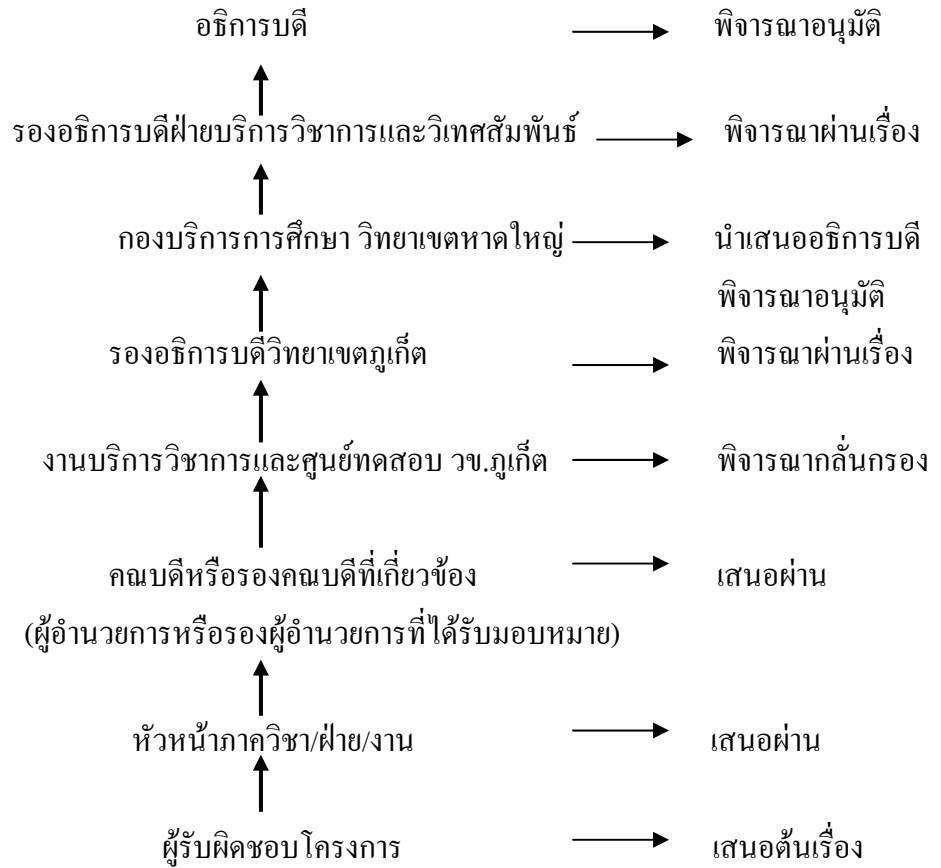 อธิการบดี พิจารณาอนุมัติ
รองอธิการบดีฝ่ายบริการวิชาการและวิเทศสัมพันธ์ พิจารณาผ่านเรื่อง
กองบริการการศึกษา วิทยาเขตหาดใหญ่ นำเสนออธิการบดี
พิจารณาอนุมัติ
รองอธิการบดีวิทยาเขตภูเก็ต พิจารณาผ่านเรื่อง
งานบริการวิชาการและศูนย์ทดสอบ วข.ภูเก็ต พิจารณากลั่นกรอง
คณบดีหรือรองคณบดีที่เกี่ยวข้อง เสนอผ่าน
(ผู้อำนวยการหรือรองผู้อำนวยการที่ได้รับมอบหมาย)
หัวหน้าภาควิชา/ฝ่าย/งาน เสนอผ่าน
ผู้รับผิดชอบโครงการ เสนอต้นเรื่อง